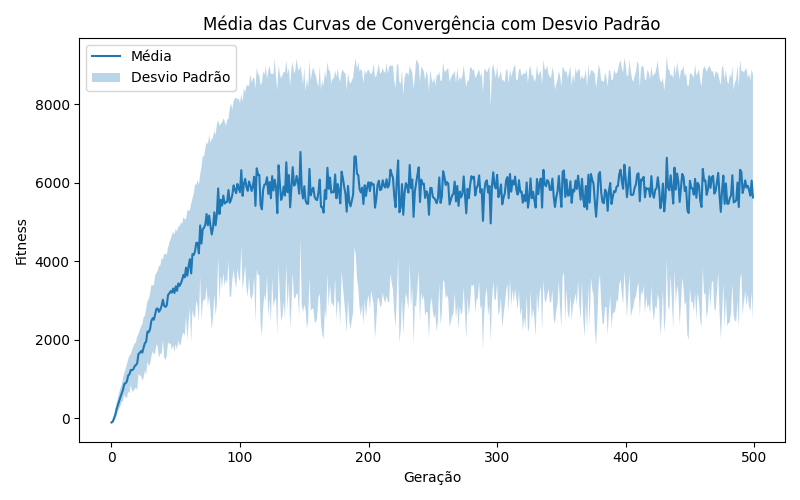 Média das Curvas de Convergência com Desvio Padrão
Média
Desvio Padrão
Fitness
8000
6000
4000
2000
0
0 100 200 300 400 500
Geração